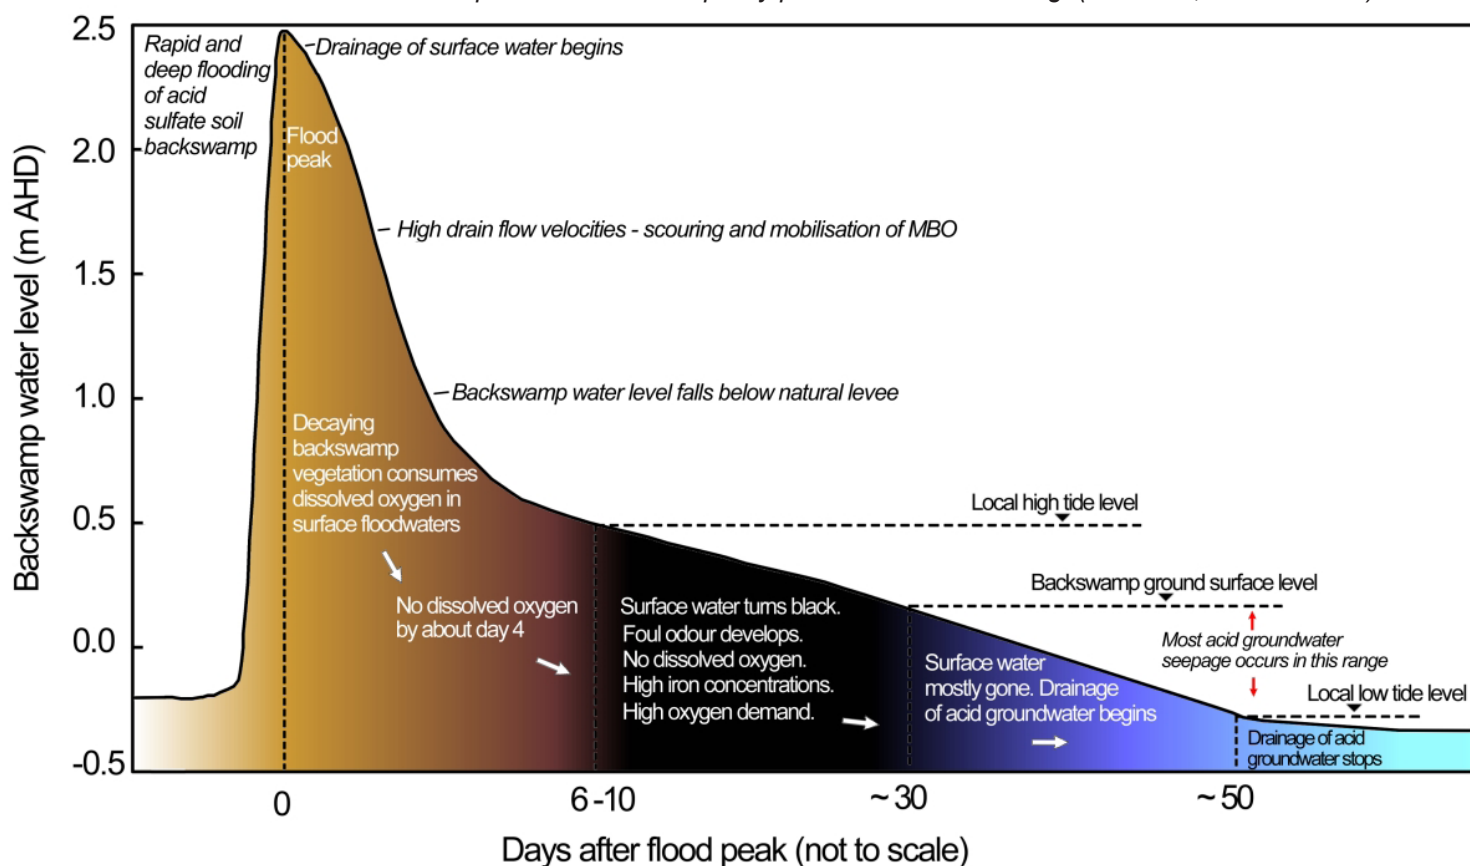 2.5
2.0
1.5
1.0
0.5
0.0
-0.5
Backswamp water level (m AHD)
Rapid and
deep flooding
of acid
sulfate soil
backswamp
Drainage of surface water begins
Flood
peak
High drain flow velocities - scouring and mobilisation of MBO
Backswamp water level falls below natural levee
Decaying
backswamp
vegetation consumes
dissolved oxygen in
surface floodwaters
No dissolved oxygen
by about day 4
Local high tide level
Surface water turns black.
Foul odour develops.
No dissolved oxygen.
High iron concentrations.
High oxygen demand.
Backswamp ground surface level
Surface water
mostly gone. Drainage
of acid groundwater begins
Most acid groundwater
seepage occurs in this range
Local low tide level
Drainage of acid
groundwater stops
0
6-10
~30
~50
Days after flood peak (not to scale)